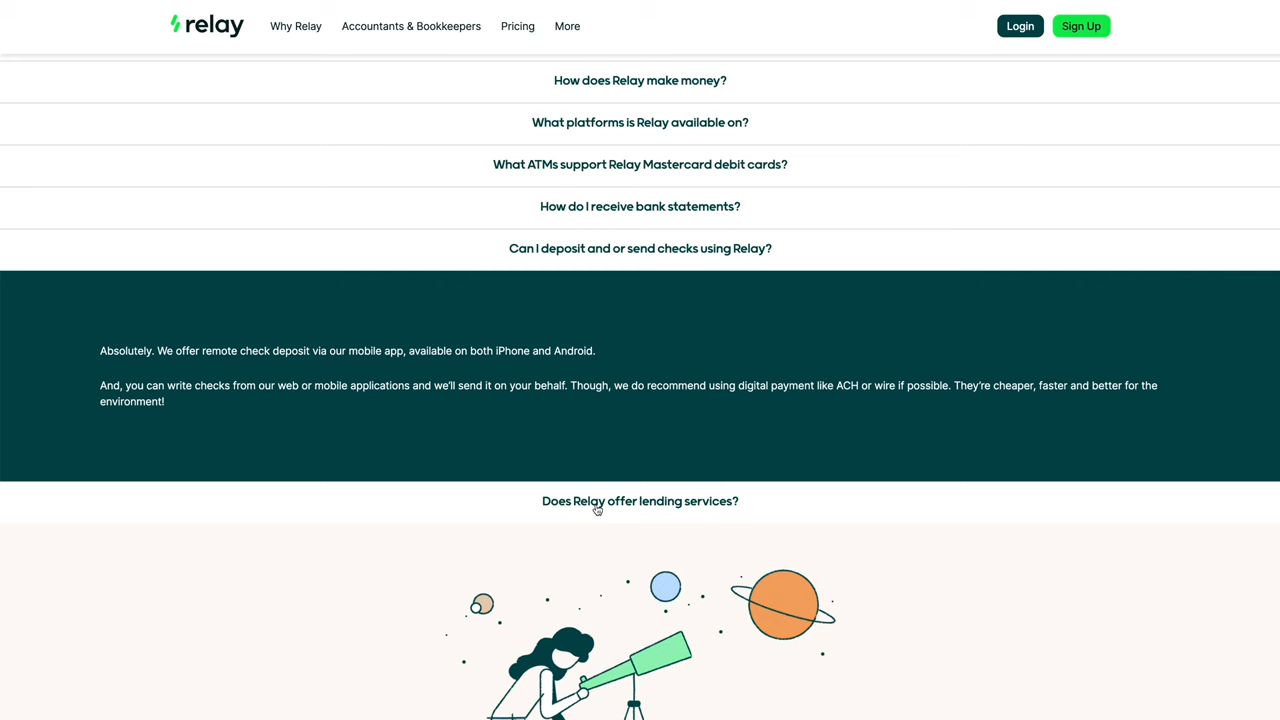 relay
Why Relay
Accountants & Bookkeepers
Pricing
More
Login
Sign Up
How does Relay make money?
What platforms is Relay available on?
What ATMs support Relay Mastercard debit cards?
How do I receive bank statements?
Can I deposit and or send checks using Relay?
Absolutely. We offer remote check deposit via our mobile app, available on both iPhone and Android.
And, you can write checks from our web or mobile applications and we’ll send it on your behalf. Though, we do recommend using digital payment like ACH or wire if possible. They’re cheaper, faster and better for the
environment!
Does Relay offer lending services?